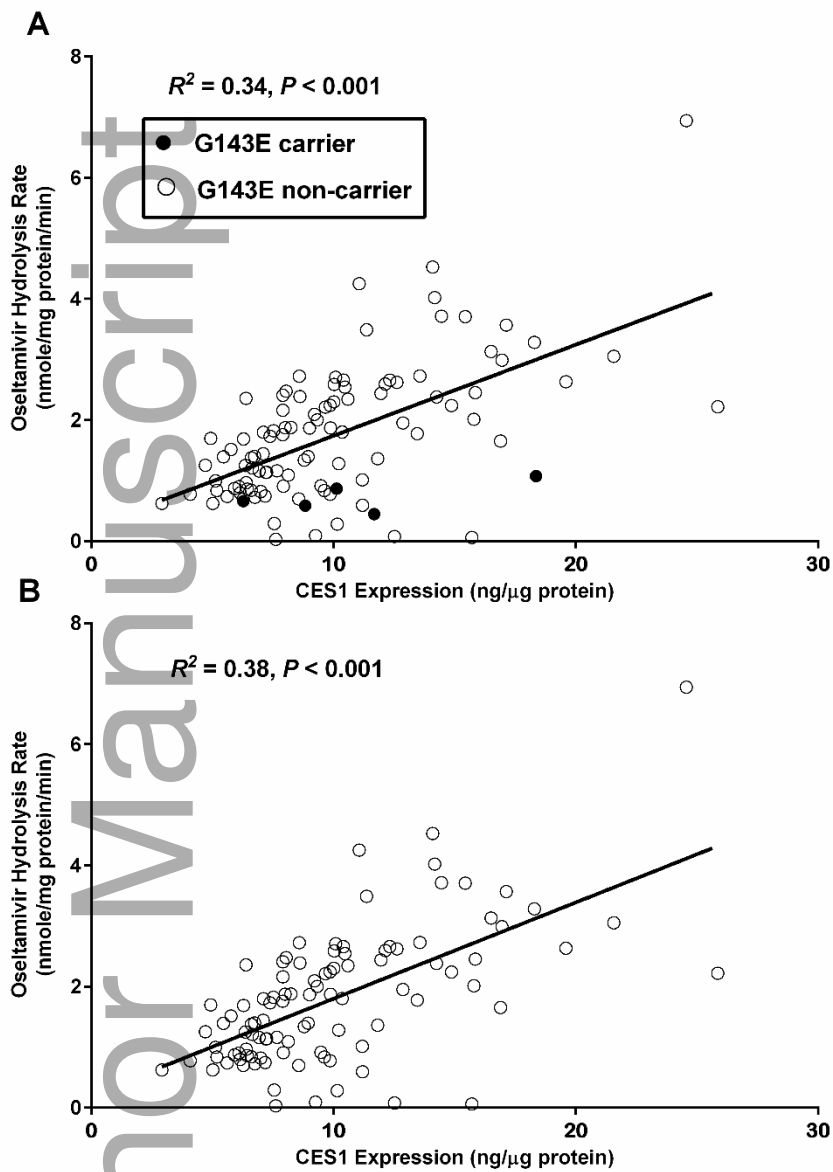 A
8
R² = 0.34, P < 0.001
G143E carrier
G143E non-carrier
6
4
2
0
Oseltamivir Hydrolysis Rate
(nmole/mg protein/min)
0 10 20 30
CES1 Expression (ng/μg protein)
B
8
R² = 0.38, P < 0.001
6
4
2
0
Oseltamivir Hydrolysis Rate
(nmole/mg protein/min)
0 10 20 30
CES1 Expression (ng/μg protein)
nor Manuscript